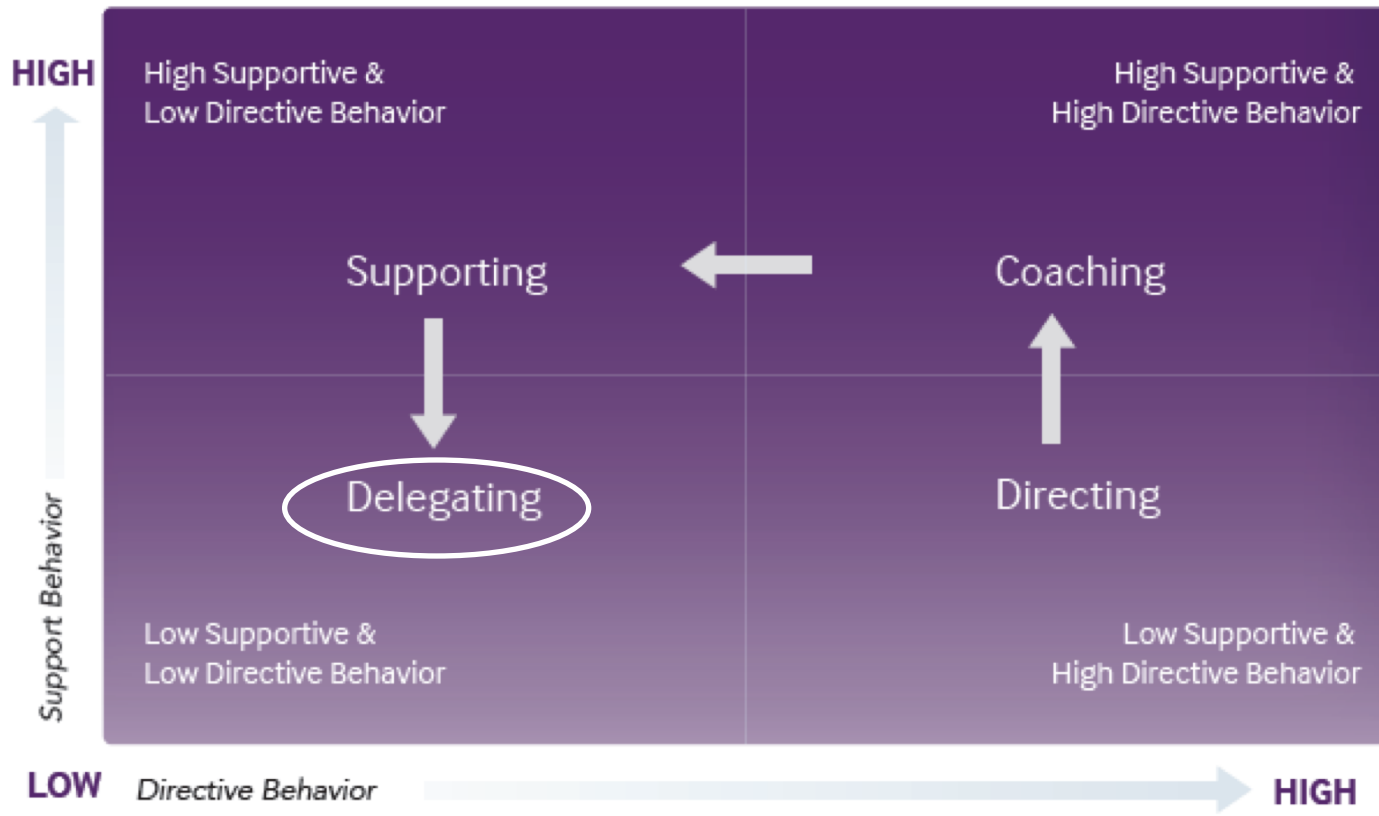 HIGH
High Supportive &
Low Directive Behavior
High Supportive &
High Directive Behavior
Supporting
Coaching
Delegating
Directing
Support Behavior
Low Supportive &
Low Directive Behavior
Low Supportive &
High Directive Behavior
LOW
Directive Behavior
HIGH